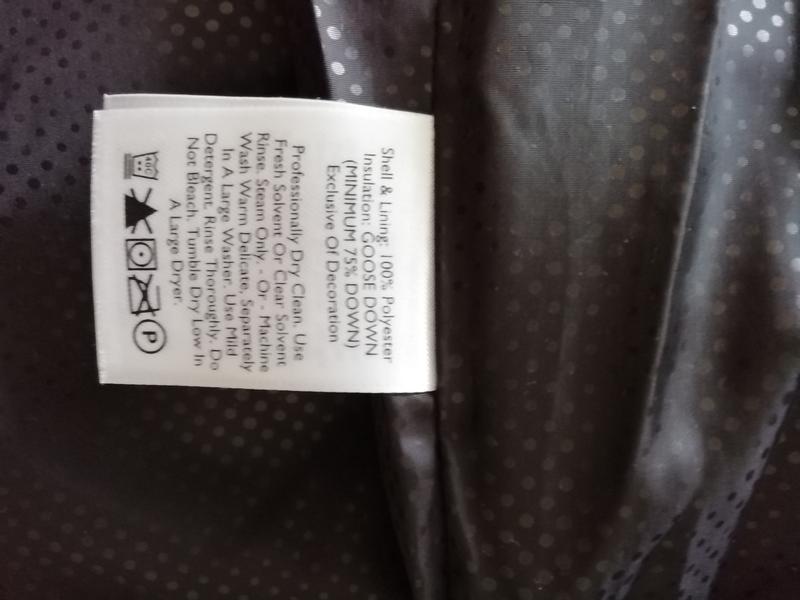 Shell & Lining: 100% Polyester
Insulation: GOOSE DOWN
(MINIMUM 75% DOWN)
Exclusive Of Decoration
Professionally Dry Clean. Use
Fresh Solvent Or Clear Solvent
Rinse. Steam Only. - Or - Machine
Wash Warm Delicate, Separately
In A Large Washer. Use Mild
Detergent. Rinse Thoroughly. Do
Not Bleach. Tumble Dry Low In
A Large Dryer.
40C
P